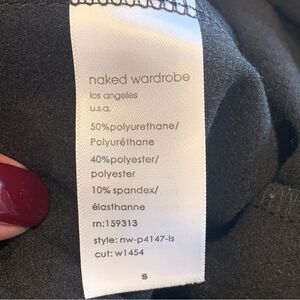 naked wardrobe
los angeles
u.s.a.
50%polyurethane/
Polyuréthane
40%polyester/
polyester
10% spandex/
élasthanne
rn:159313
style: nw-p4147-ls
cut: w1454
s